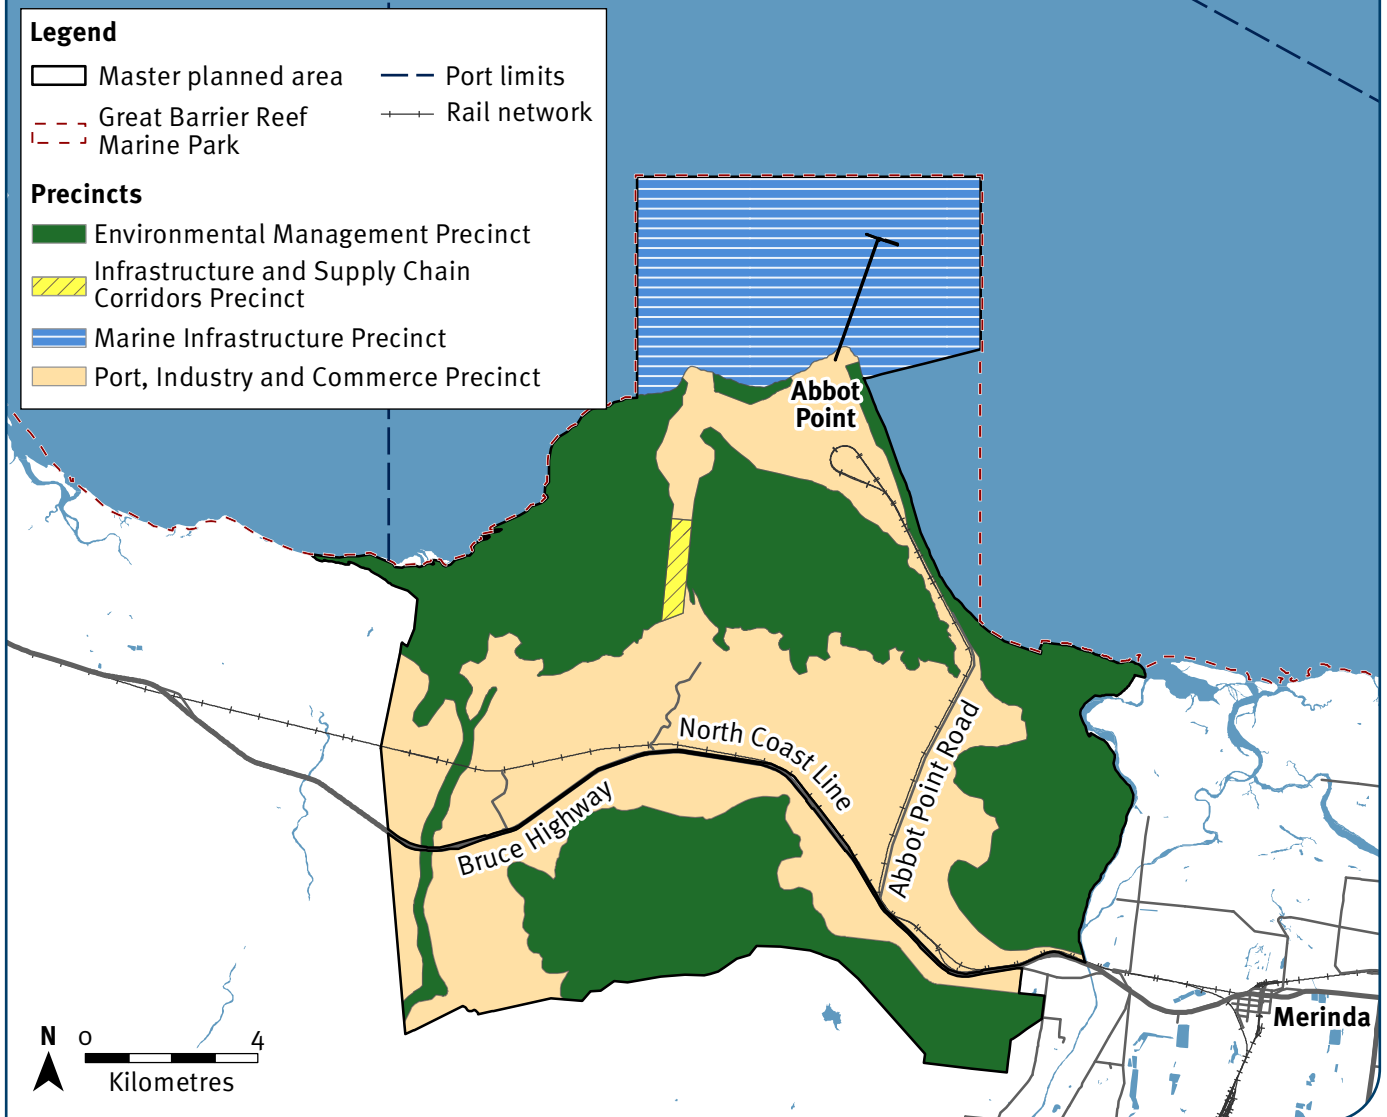 Legend
Master planned area
Great Barrier Reef
Marine Park
Port limits
Rail network
Precincts
Environmental Management Precinct
Infrastructure and Supply Chain
Corridors Precinct
Marine Infrastructure Precinct
Port, Industry and Commerce Precinct
Abbot
Point
North Coast Line
Bruce Highway
Abbot Point Road
Merinda
N
0 4
Kilometres